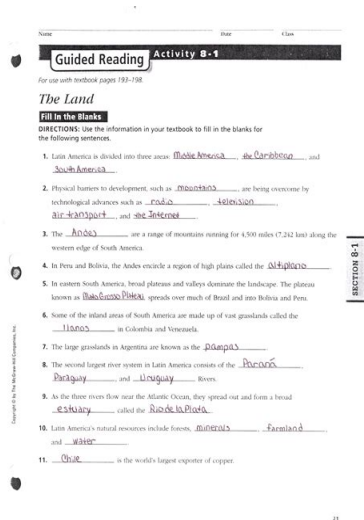 Name Date Class
Guided Reading Activity 8-1
For use with textbook pages 193–198.
The Land
Fill In the Blanks
DIRECTIONS: Use the information in your textbook to fill in the blanks for
the following sentences.
1. Latin America is divided into three areas: Middle America, the Caribbean, and
South America.
2. Physical barriers to development, such as mountains, are being overcome by
technological advances such as radio, television,
air transport, and the Internet.
3. The Andes are a range of mountains running for 4,500 miles (7,242 km) along the
western edge of South America.
4. In Peru and Bolivia, the Andes encircle a region of high plains called the altiplano
5. In eastern South America, broad plateaus and valleys dominate the landscape. The plateau
known as Mato Grosso Plateau, spreads over much of Brazil and into Bolivia and Peru.
6. Some of the inland areas of South America are made up of vast grasslands called the
llanos in Colombia and Venezuela.
7. The large grasslands in Argentina are known as the pampas
8. The second largest river system in Latin America consists of the Paraná
Paraguay, and Uruguay Rivers.
9. As the three rivers flow near the Atlantic Ocean, they spread out and form a broad
estuary called the Rio de la Plata
10. Latin America's natural resources include forests, minerals, farmland
and water.
11. Chile is the world's largest exporter of copper.
SECTION 8-1
Copyright © by The McGraw-Hill Companies, Inc.